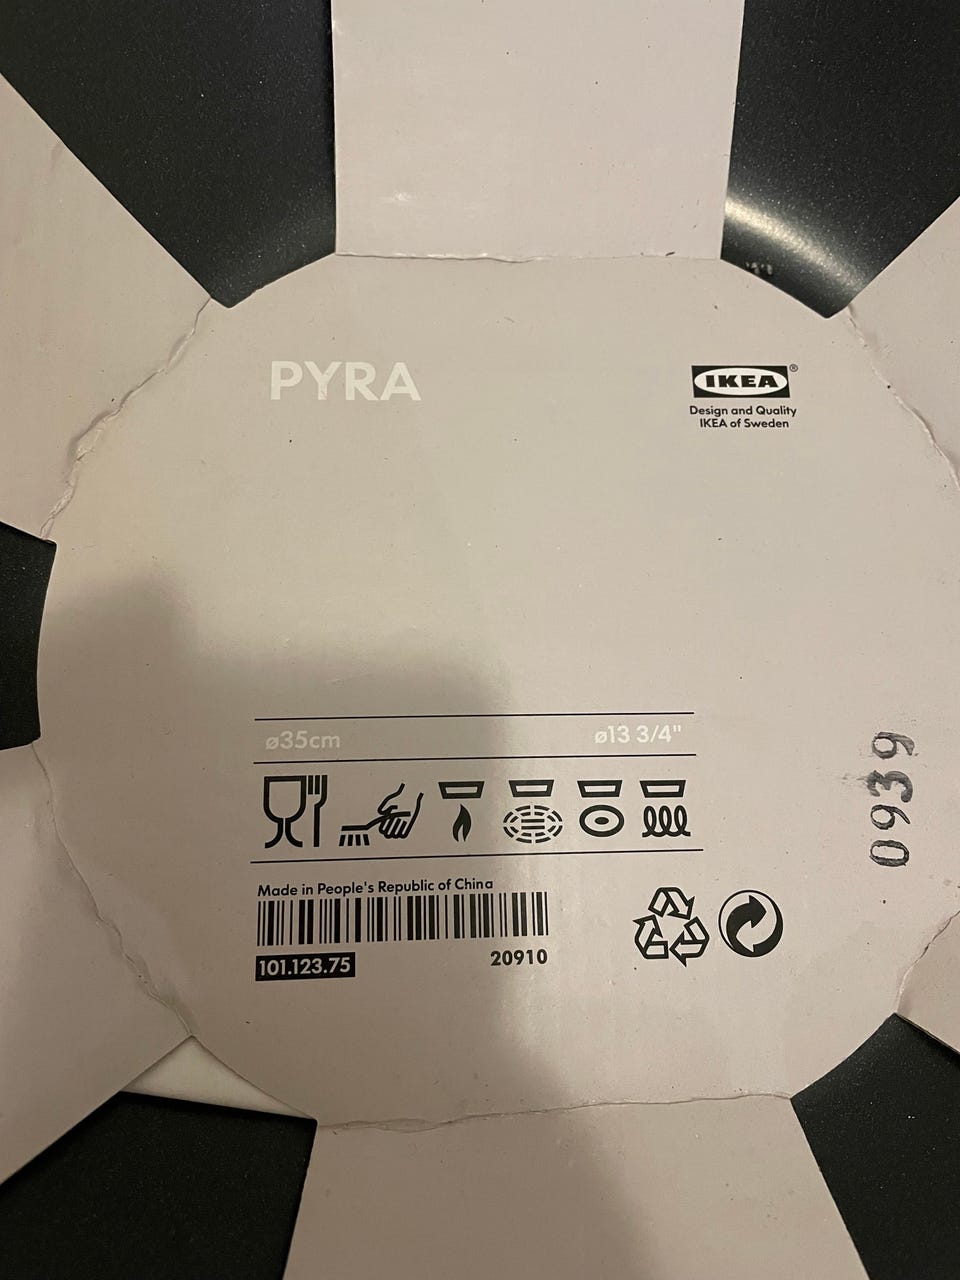 PYRA
IKEA®
Design and Quality
IKEA of Sweden
ø35cm ø13 3/4"
Made in People's Republic of China
101.123.75 20910
0939